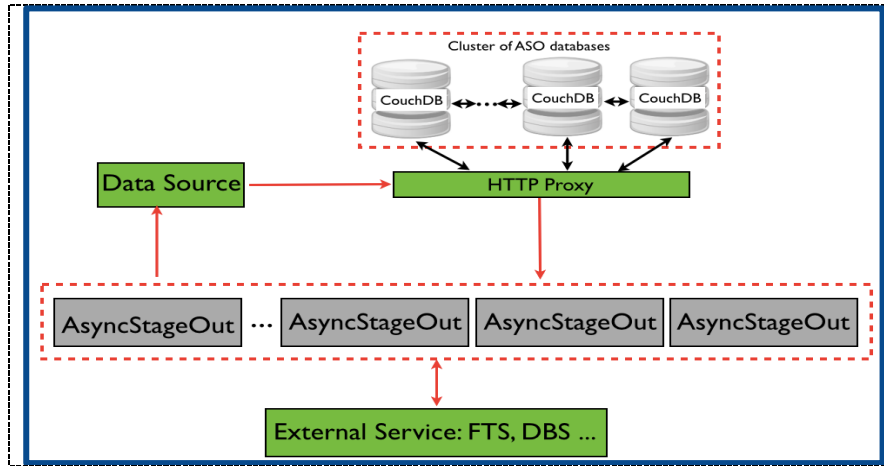 Cluster of ASO databases
CouchDB ... CouchDB CouchDB
Data Source
HTTP Proxy
AsyncStageOut ... AsyncStageOut AsyncStageOut AsyncStageOut
External Service: FTS, DBS ...